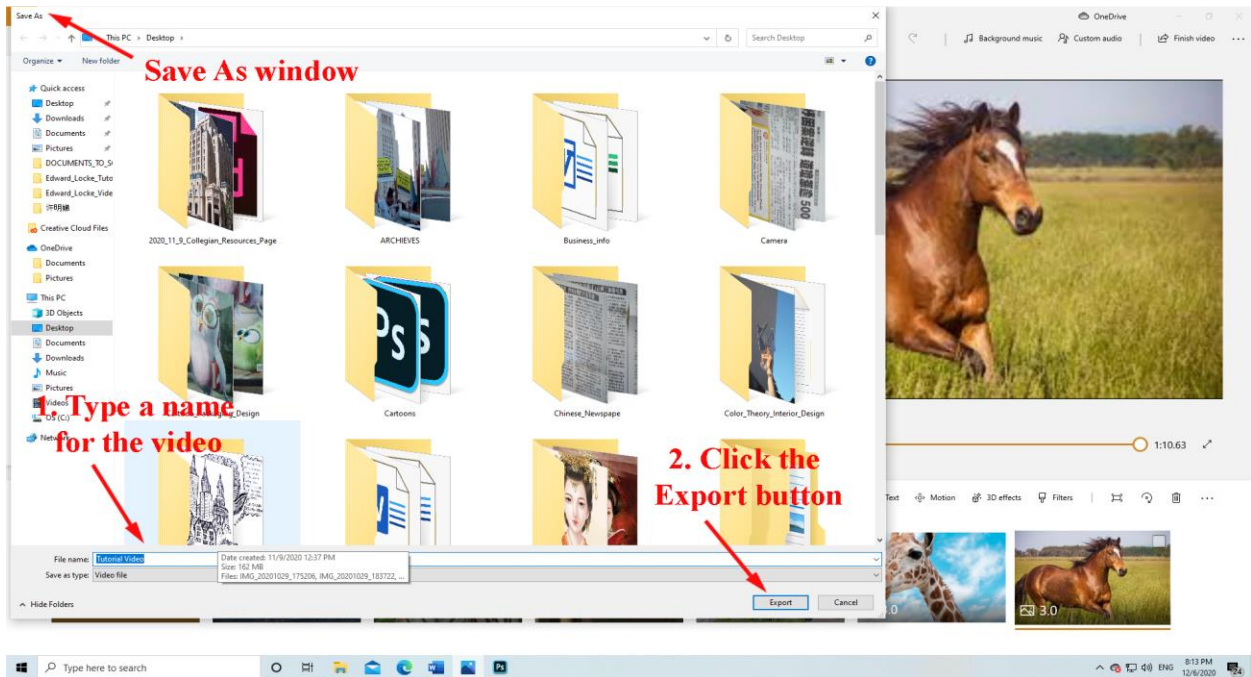 Save As
OneDrive
This PC › Desktop ›
Search Desktop
Background music
Custom audio
Finish video
Organize
New folder
Save As window
Quick access
Desktop
Downloads
Documents
Pictures
DOCUMENTS_TO_S
Edward_Locke_Tuto
Edward_Locke_Vide
Creative Cloud Files
OneDrive
Documents
Pictures
This PC
3D Objects
Desktop
Documents
Downloads
Music
Pictures
Videos
OS (C:)
Network
2020_11_9_Collegian_Resources_Page
ARCHIEVES
Business_info
Camera
Ps
Cartoons
Chinese_Newspape
Color_Theory_Interior_Design
1. Type a name
for the video
2. Click the
Export button
1:10.63
Text
Motion
3D effects
Filters
File name: Tutorial Video
Save as type: Video file
Date created: 11/9/2020 12:37 PM
Size: 162 MB
Files: IMG_20201029_175206, IMG_20201029_183722, ...
Hide Folders
Export
Cancel
3.0
3.0
Type here to search
ENG
8:13 PM
12/6/2020